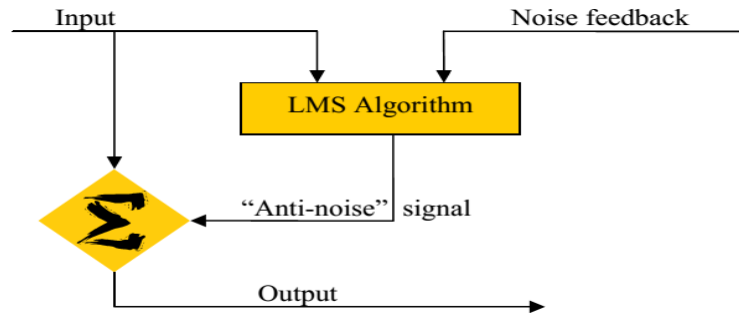 Input
Noise feedback
LMS Algorithm
“Anti-noise” signal
Σ
Output